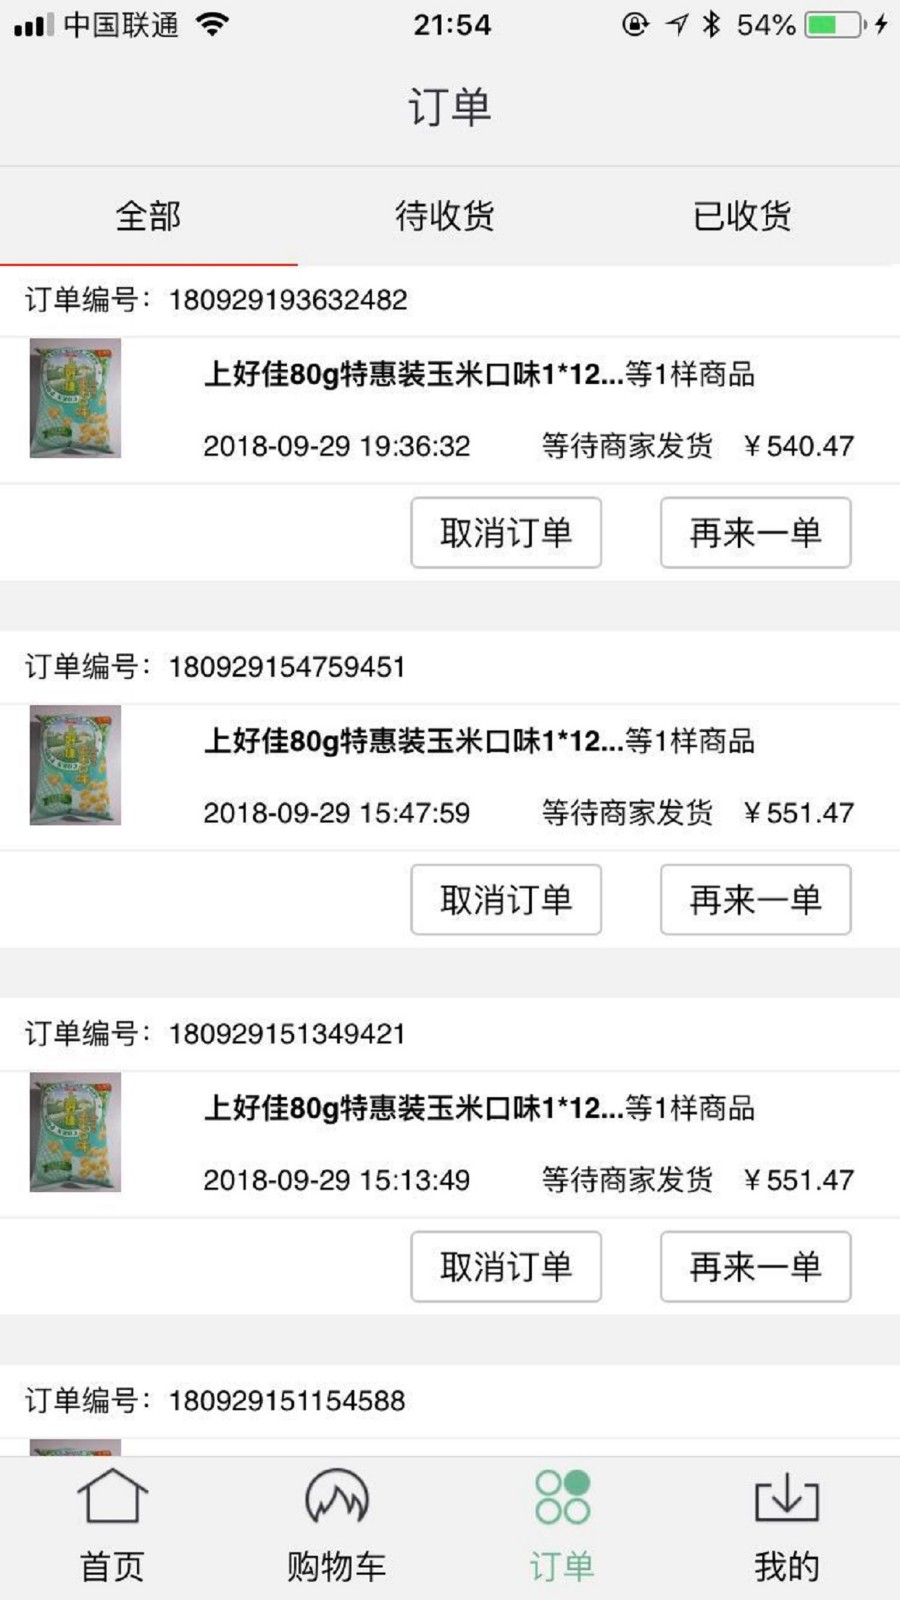 中国联通 21:54 54%
订单
全部 待收货 已收货
订单编号：180929193632482
上好佳80g特惠装玉米口味1*12...等1样商品
2018-09-29 19:36:32 等待商家发货 ￥540.47
取消订单 再来一单
订单编号：180929154759451
上好佳80g特惠装玉米口味1*12...等1样商品
2018-09-29 15:47:59 等待商家发货 ￥551.47
取消订单 再来一单
订单编号：180929151349421
上好佳80g特惠装玉米口味1*12...等1样商品
2018-09-29 15:13:49 等待商家发货 ￥551.47
取消订单 再来一单
订单编号：180929151154588
首页 购物车 订单 我的